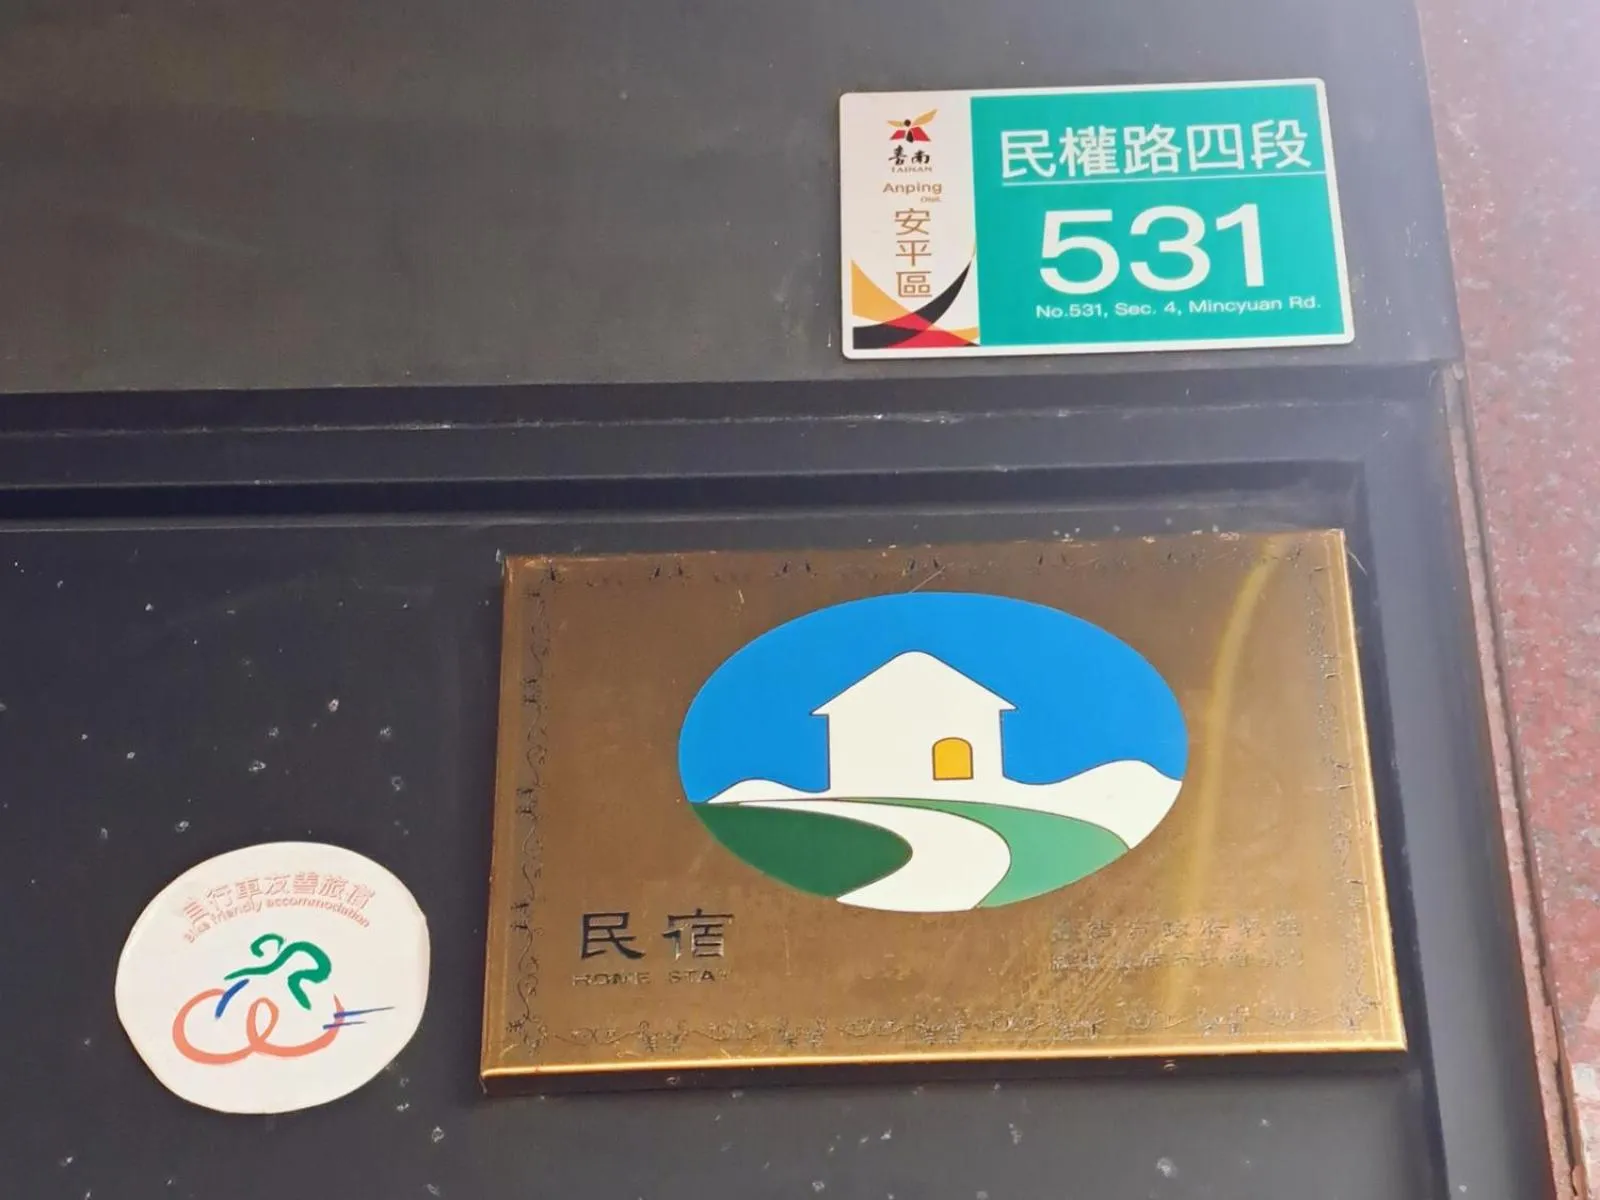 臺南
TAINAN
Anping
Dist.
安平區
民權路四段
531
No.531, Sec. 4, Mincyuan Rd.
民宿
HOME STAY
自行車友善旅宿
Bike friendly accommodation